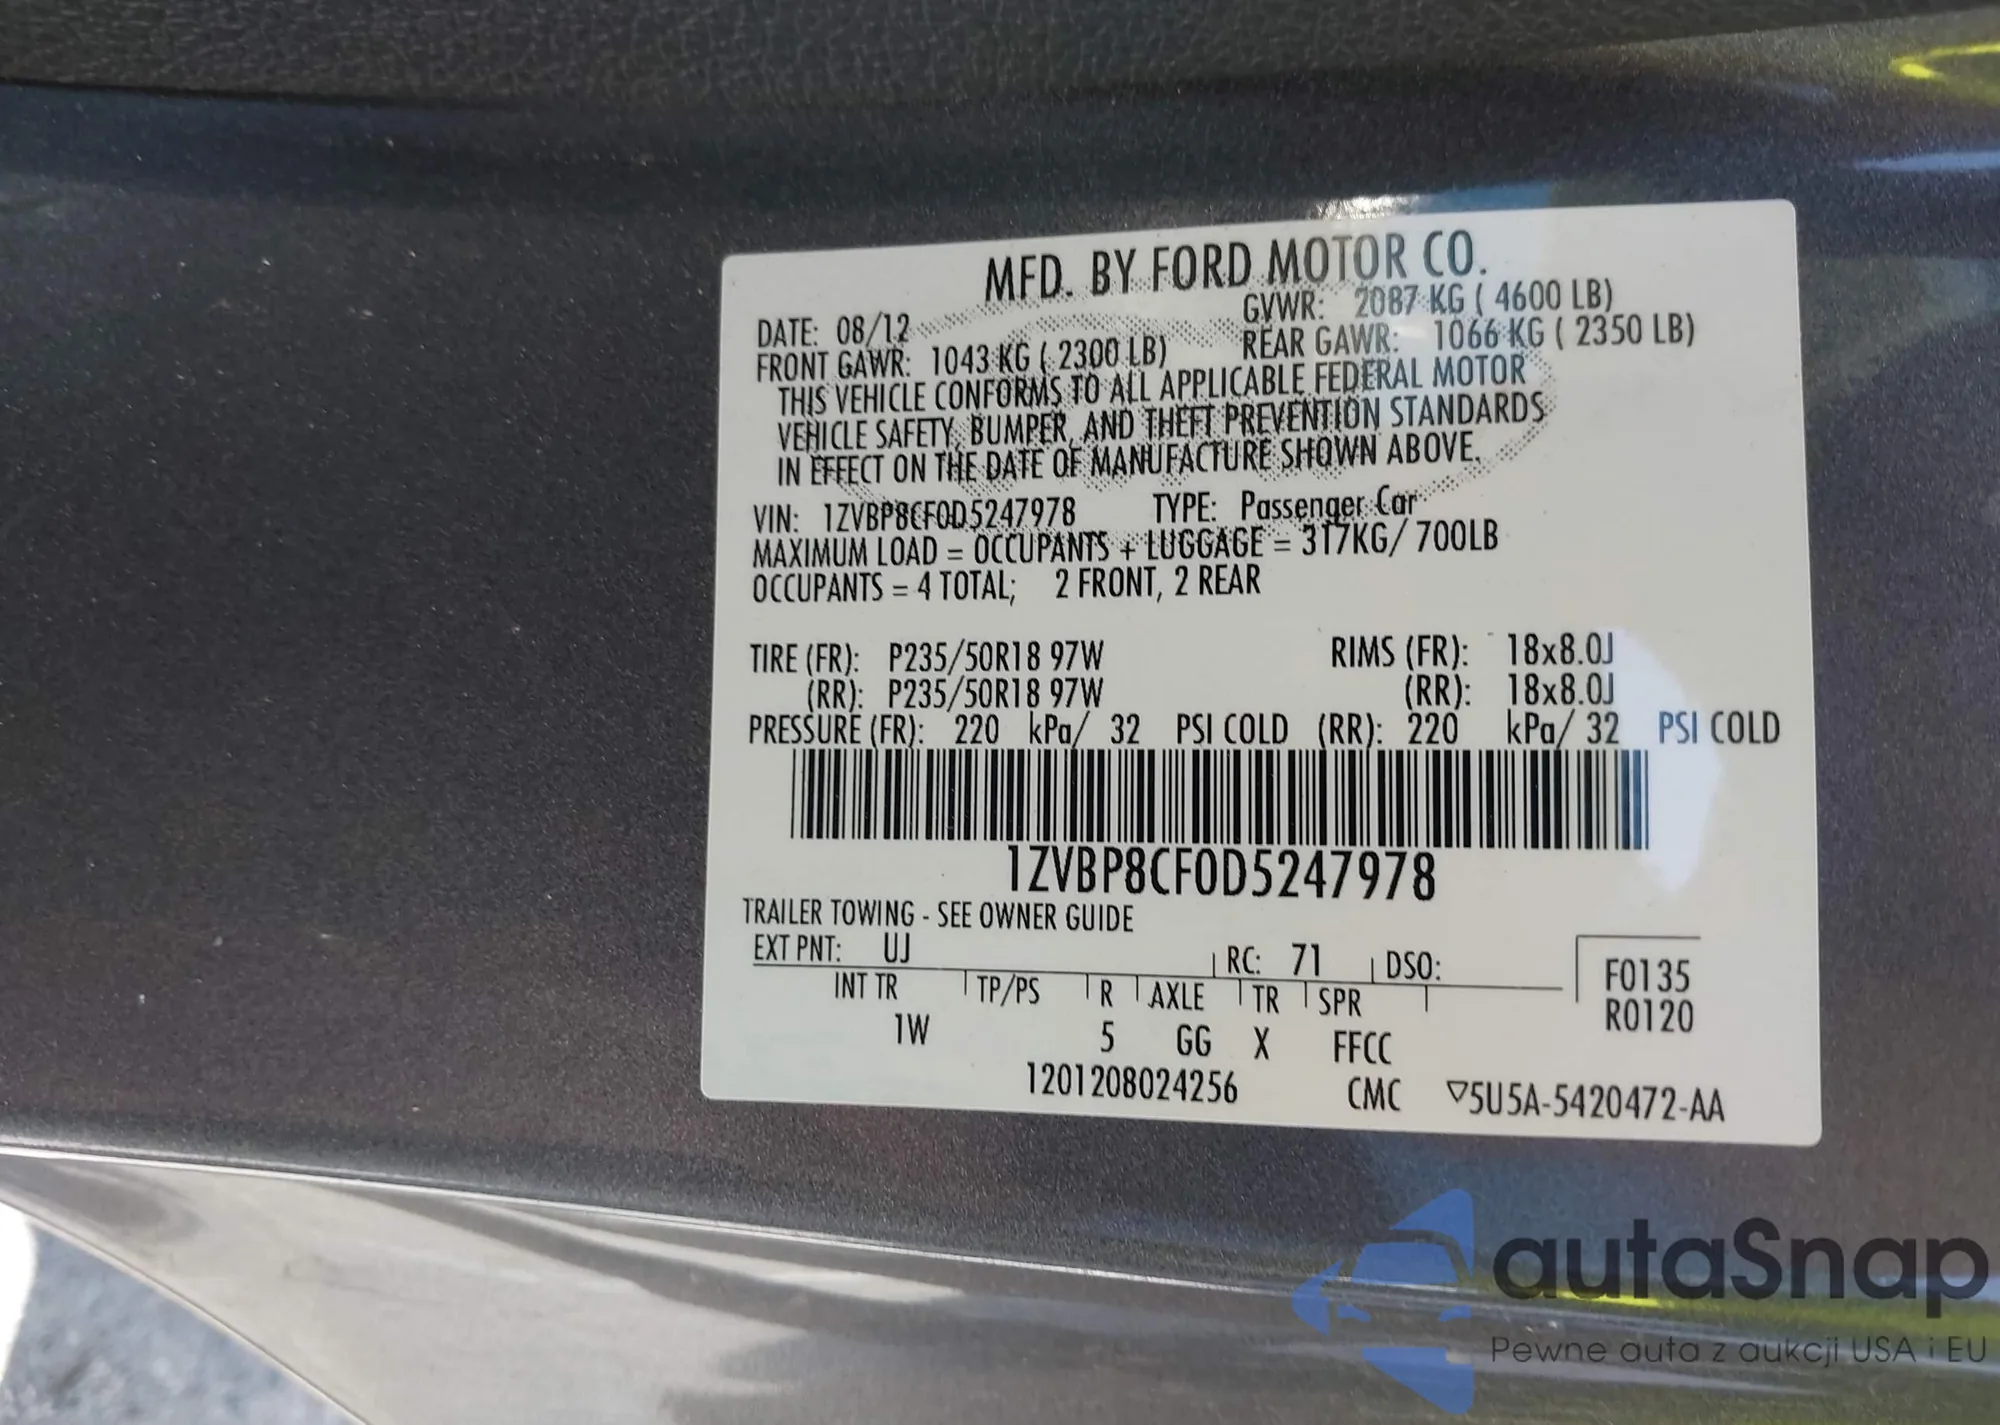 MFD. BY FORD MOTOR CO.
DATE: 08/12 GVWR: 2087 KG ( 4600 LB)
FRONT GAWR: 1043 KG ( 2300 LB) REAR GAWR: 1066 KG ( 2350 LB)
THIS VEHICLE CONFORMS TO ALL APPLICABLE FEDERAL MOTOR
VEHICLE SAFETY, BUMPER, AND THEFT PREVENTION STANDARDS
IN EFFECT ON THE DATE OF MANUFACTURE SHOWN ABOVE.
VIN: 1ZVBP8CF0D5247978 TYPE: Passenger Car
MAXIMUM LOAD = OCCUPANTS + LUGGAGE = 317KG/ 700LB
OCCUPANTS = 4 TOTAL; 2 FRONT, 2 REAR
TIRE (FR): P235/50R18 97W RIMS (FR): 18x8.0J
(RR): P235/50R18 97W (RR): 18x8.0J
PRESSURE (FR): 220 kPa/ 32 PSI COLD (RR): 220 kPa/ 32 PSI COLD
1ZVBP8CF0D5247978
TRAILER TOWING - SEE OWNER GUIDE
EXT PNT: UJ RC: 71 DSO:
INT TR TP/PS R AXLE TR SPR
F0135
R0120
1W 5 GG X FFCC
1201208024256 CMC ▽5U5A-5420472-AA
autaSnap
Pewne auta z aukcji USA i EU